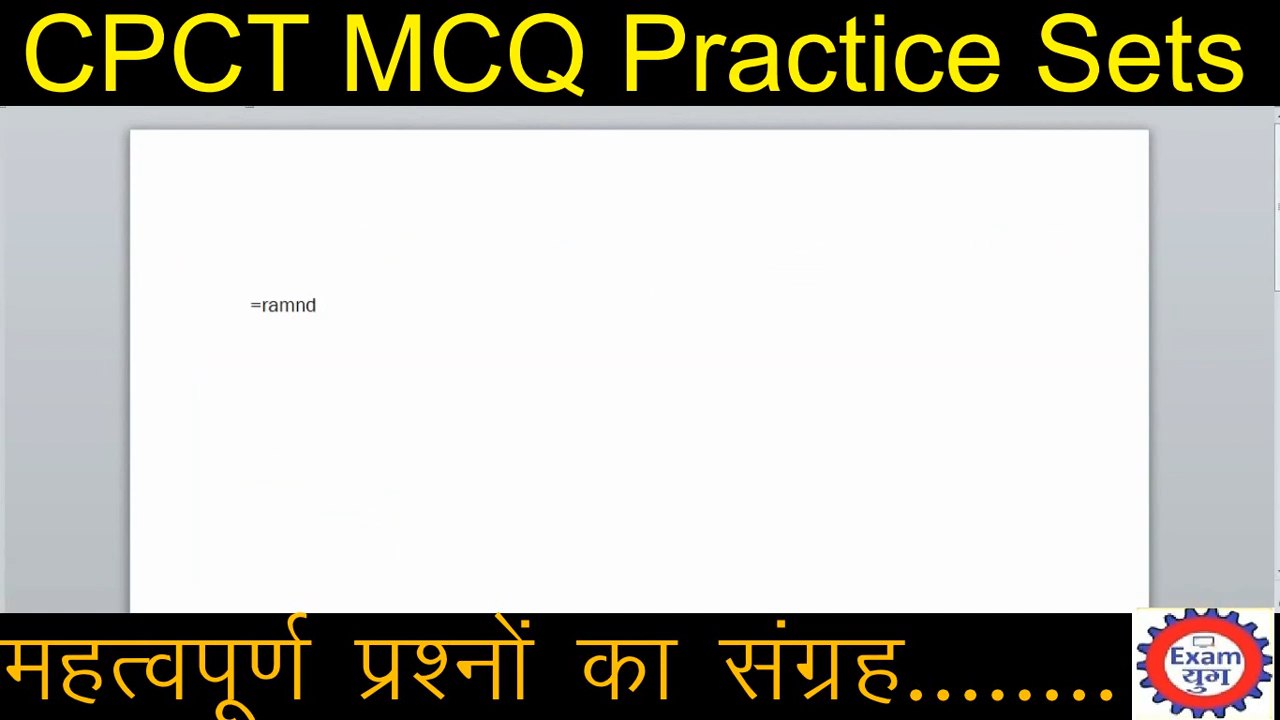 CPCT MCQ Practice Sets
=ramnd
महत्वपूर्ण प्रश्नों का संग्रह........
Exam
युग